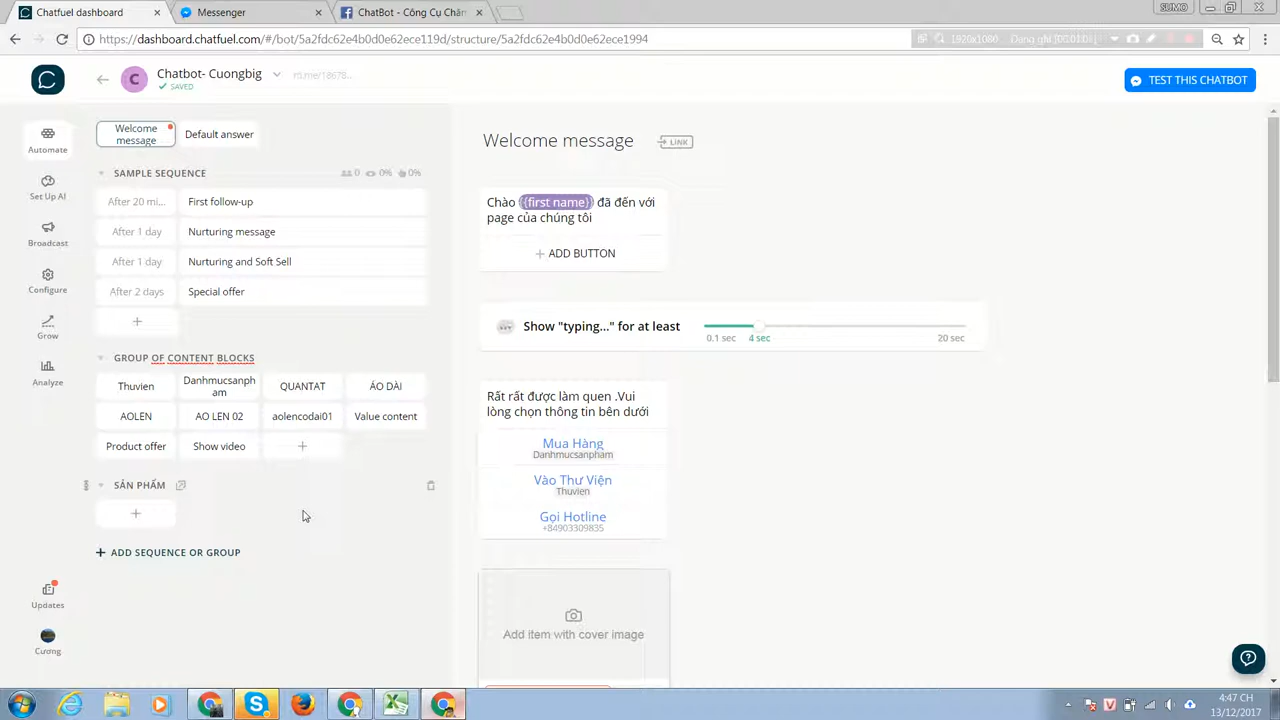 Chatfuel dashboard
Messenger
ChatBot - Công Cụ Chăm
SUMO
https://dashboard.chatfuel.com/#/bot/5a2fdc62e4b0d0e62ece119d/structure/5a2fdc62e4b0d0e62ece1994
1920x1080
C
Chatbot- Cuongbig
m.me/18678...
SAVED
TEST THIS CHATBOT
Automate
Set Up AI
Broadcast
Configure
Grow
Analyze
Updates
Cương
Welcome message
Default answer
SAMPLE SEQUENCE
0 0% 0%
After 20 mi... First follow-up
After 1 day Nurturing message
After 1 day Nurturing and Soft Sell
After 2 days Special offer
+
GROUP OF CONTENT BLOCKS
Thuvien Danhmucsanpham QUANTAT ÁO DÀI
AOLEN AO LEN 02 aolencodai01 Value content
Product offer Show video +
SẢN PHẨM
+
+ ADD SEQUENCE OR GROUP
Welcome message
LINK
Chào {{first name}} đã đến với
page của chúng tôi
+ ADD BUTTON
Show "typing..." for at least
0.1 sec 4 sec 20 sec
Rất rất được làm quen .Vui
lòng chọn thông tin bên dưới
Mua Hàng
Danhmucsanpham
Vào Thư Viện
Thuvien
Gọi Hotline
+84903309835
Add item with cover image
4:47 CH
13/12/2017